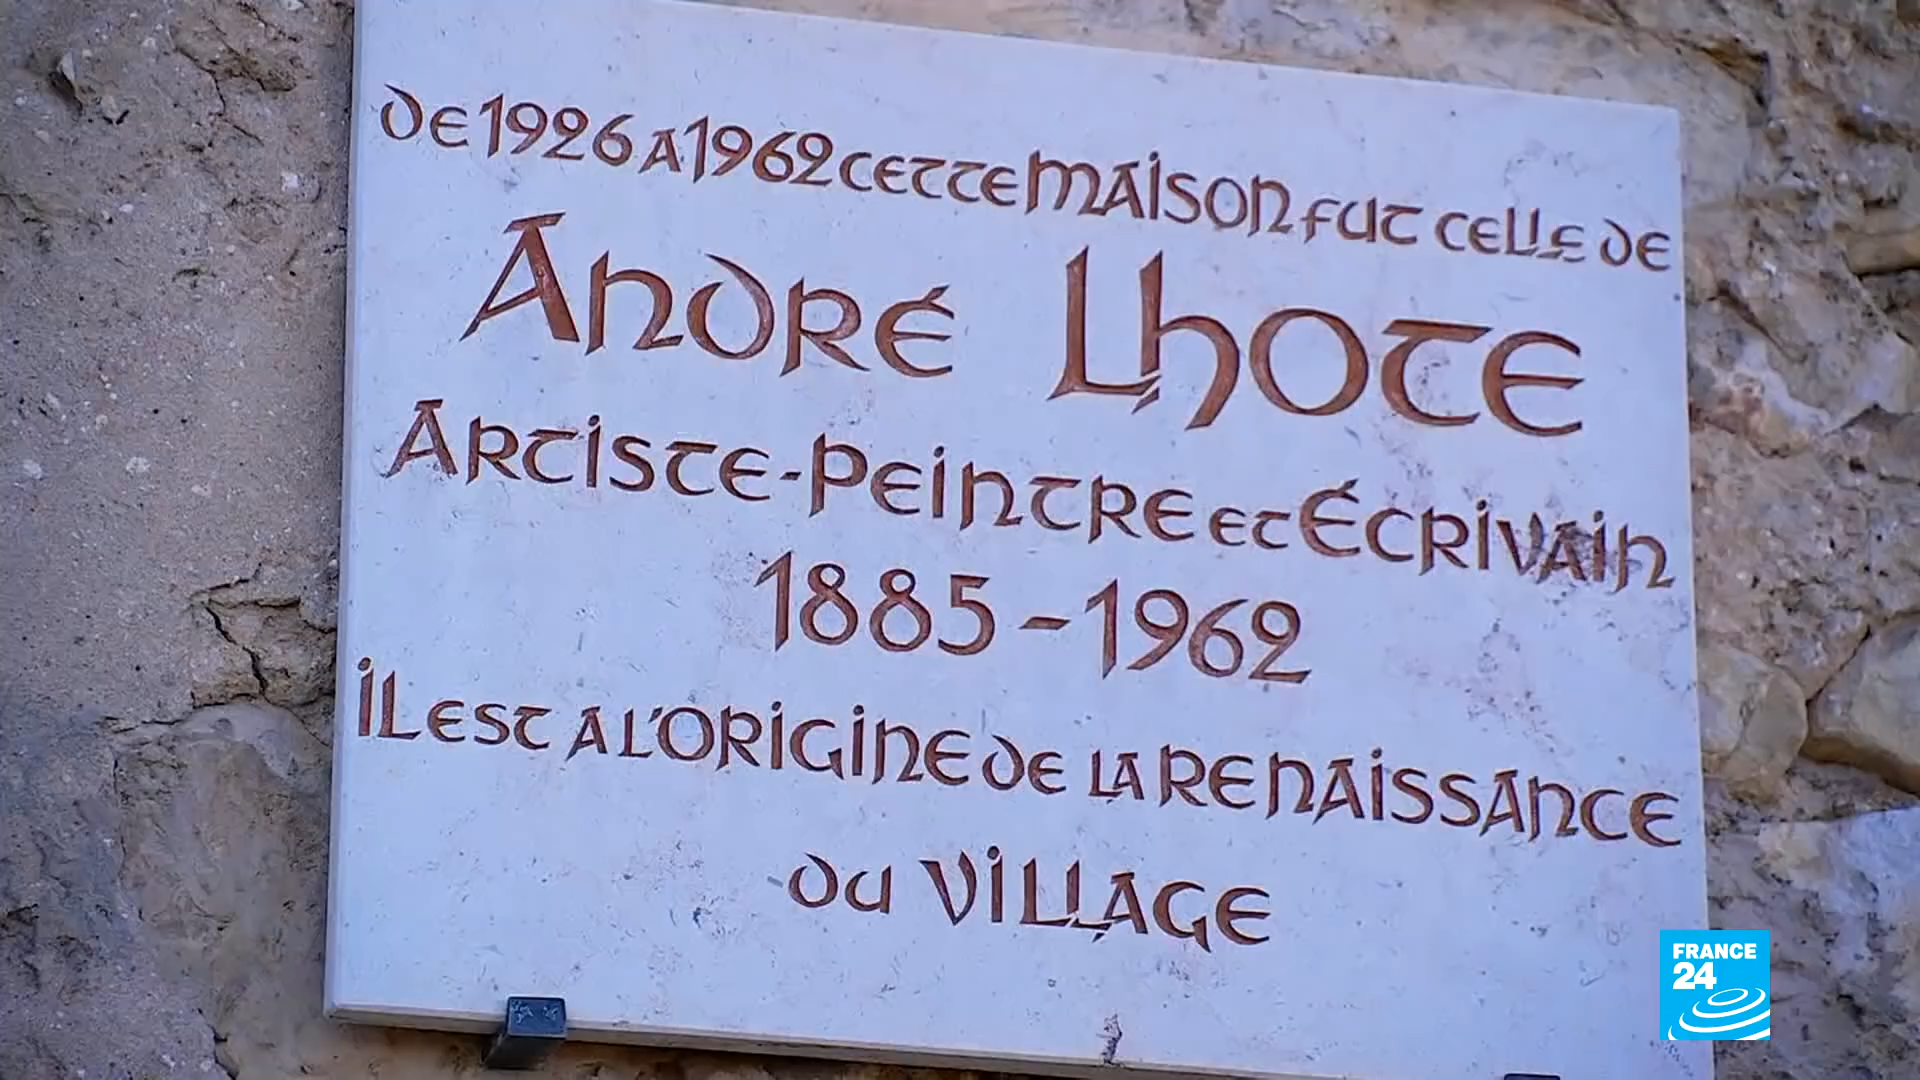 DE 1926 A 1962 CETTE MAISON FUT CELLE DE
ANDRÉ LHOTE
ARTISTE-PEINTRE ET ÉCRIVAIN
1885-1962
IL EST A L'ORIGINE DE LA RENAISSANCE
DU VILLAGE
FRANCE
24